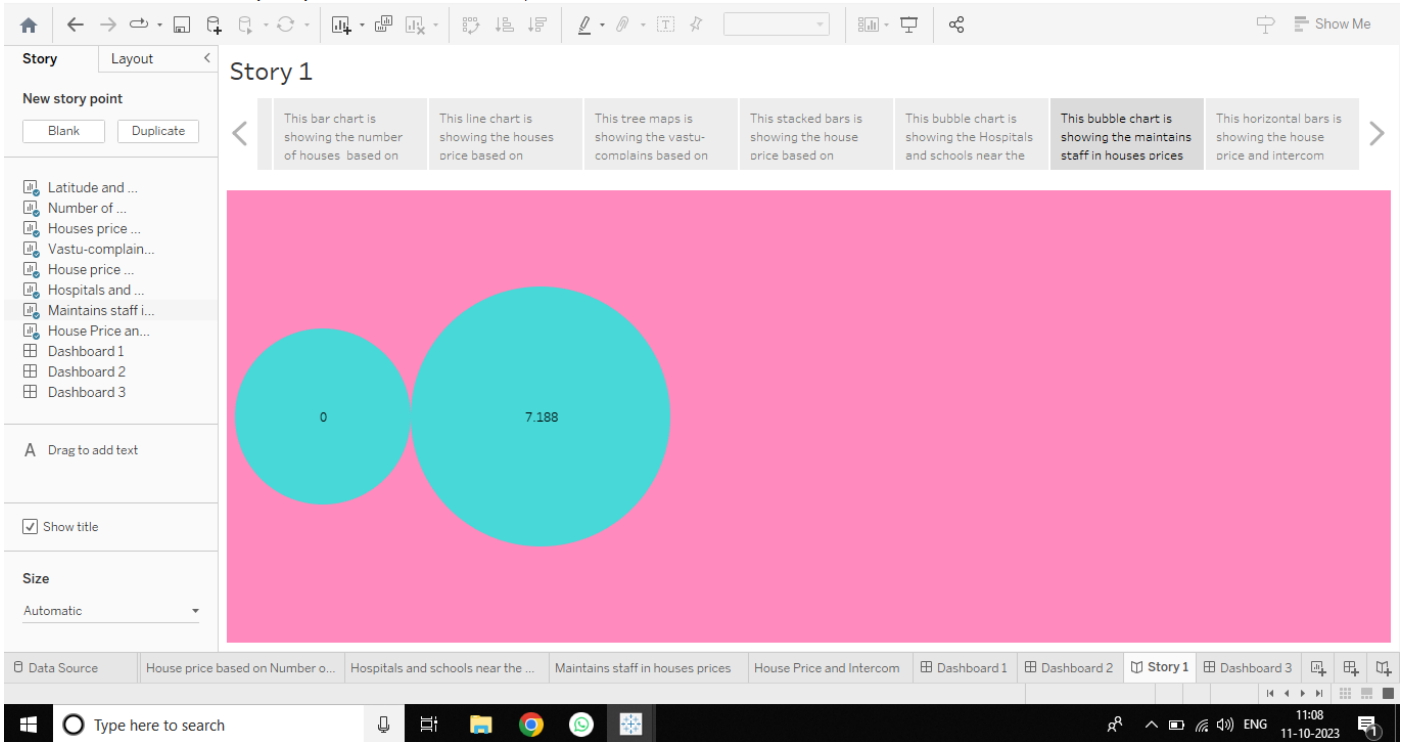 Show Me
Story
Layout
New story point
Blank
Duplicate
Latitude and ...
Number of ...
Houses price ...
Vastu-complain...
House price ...
Hospitals and ...
Maintains staff i...
House Price an...
Dashboard 1
Dashboard 2
Dashboard 3
A Drag to add text
Show title
Size
Automatic
Story 1
This bar chart is
showing the number
of houses based on
This line chart is
showing the houses
price based on
This tree maps is
showing the vastu-
complains based on
This stacked bars is
showing the house
price based on
This bubble chart is
showing the Hospitals
and schools near the
This bubble chart is
showing the maintains
staff in houses prices
This horizontal bars is
showing the house
price and intercom
0
7.188
Data Source
House price based on Number o...
Hospitals and schools near the ...
Maintains staff in houses prices
House Price and Intercom
Dashboard 1
Dashboard 2
Story 1
Dashboard 3
Type here to search
ENG
11:08
11-10-2023
1